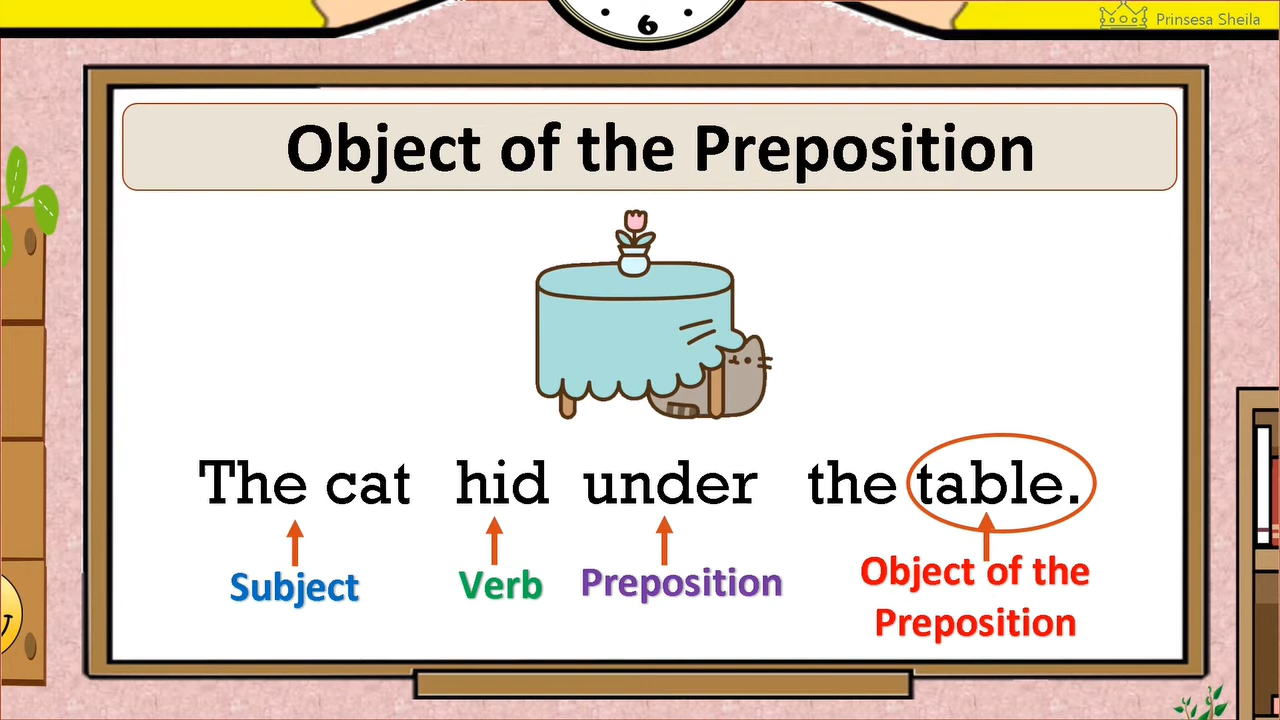 6
Prinsesa Sheila
Object of the Preposition
The cat hid under the table.
Subject Verb Preposition Object of the
Preposition